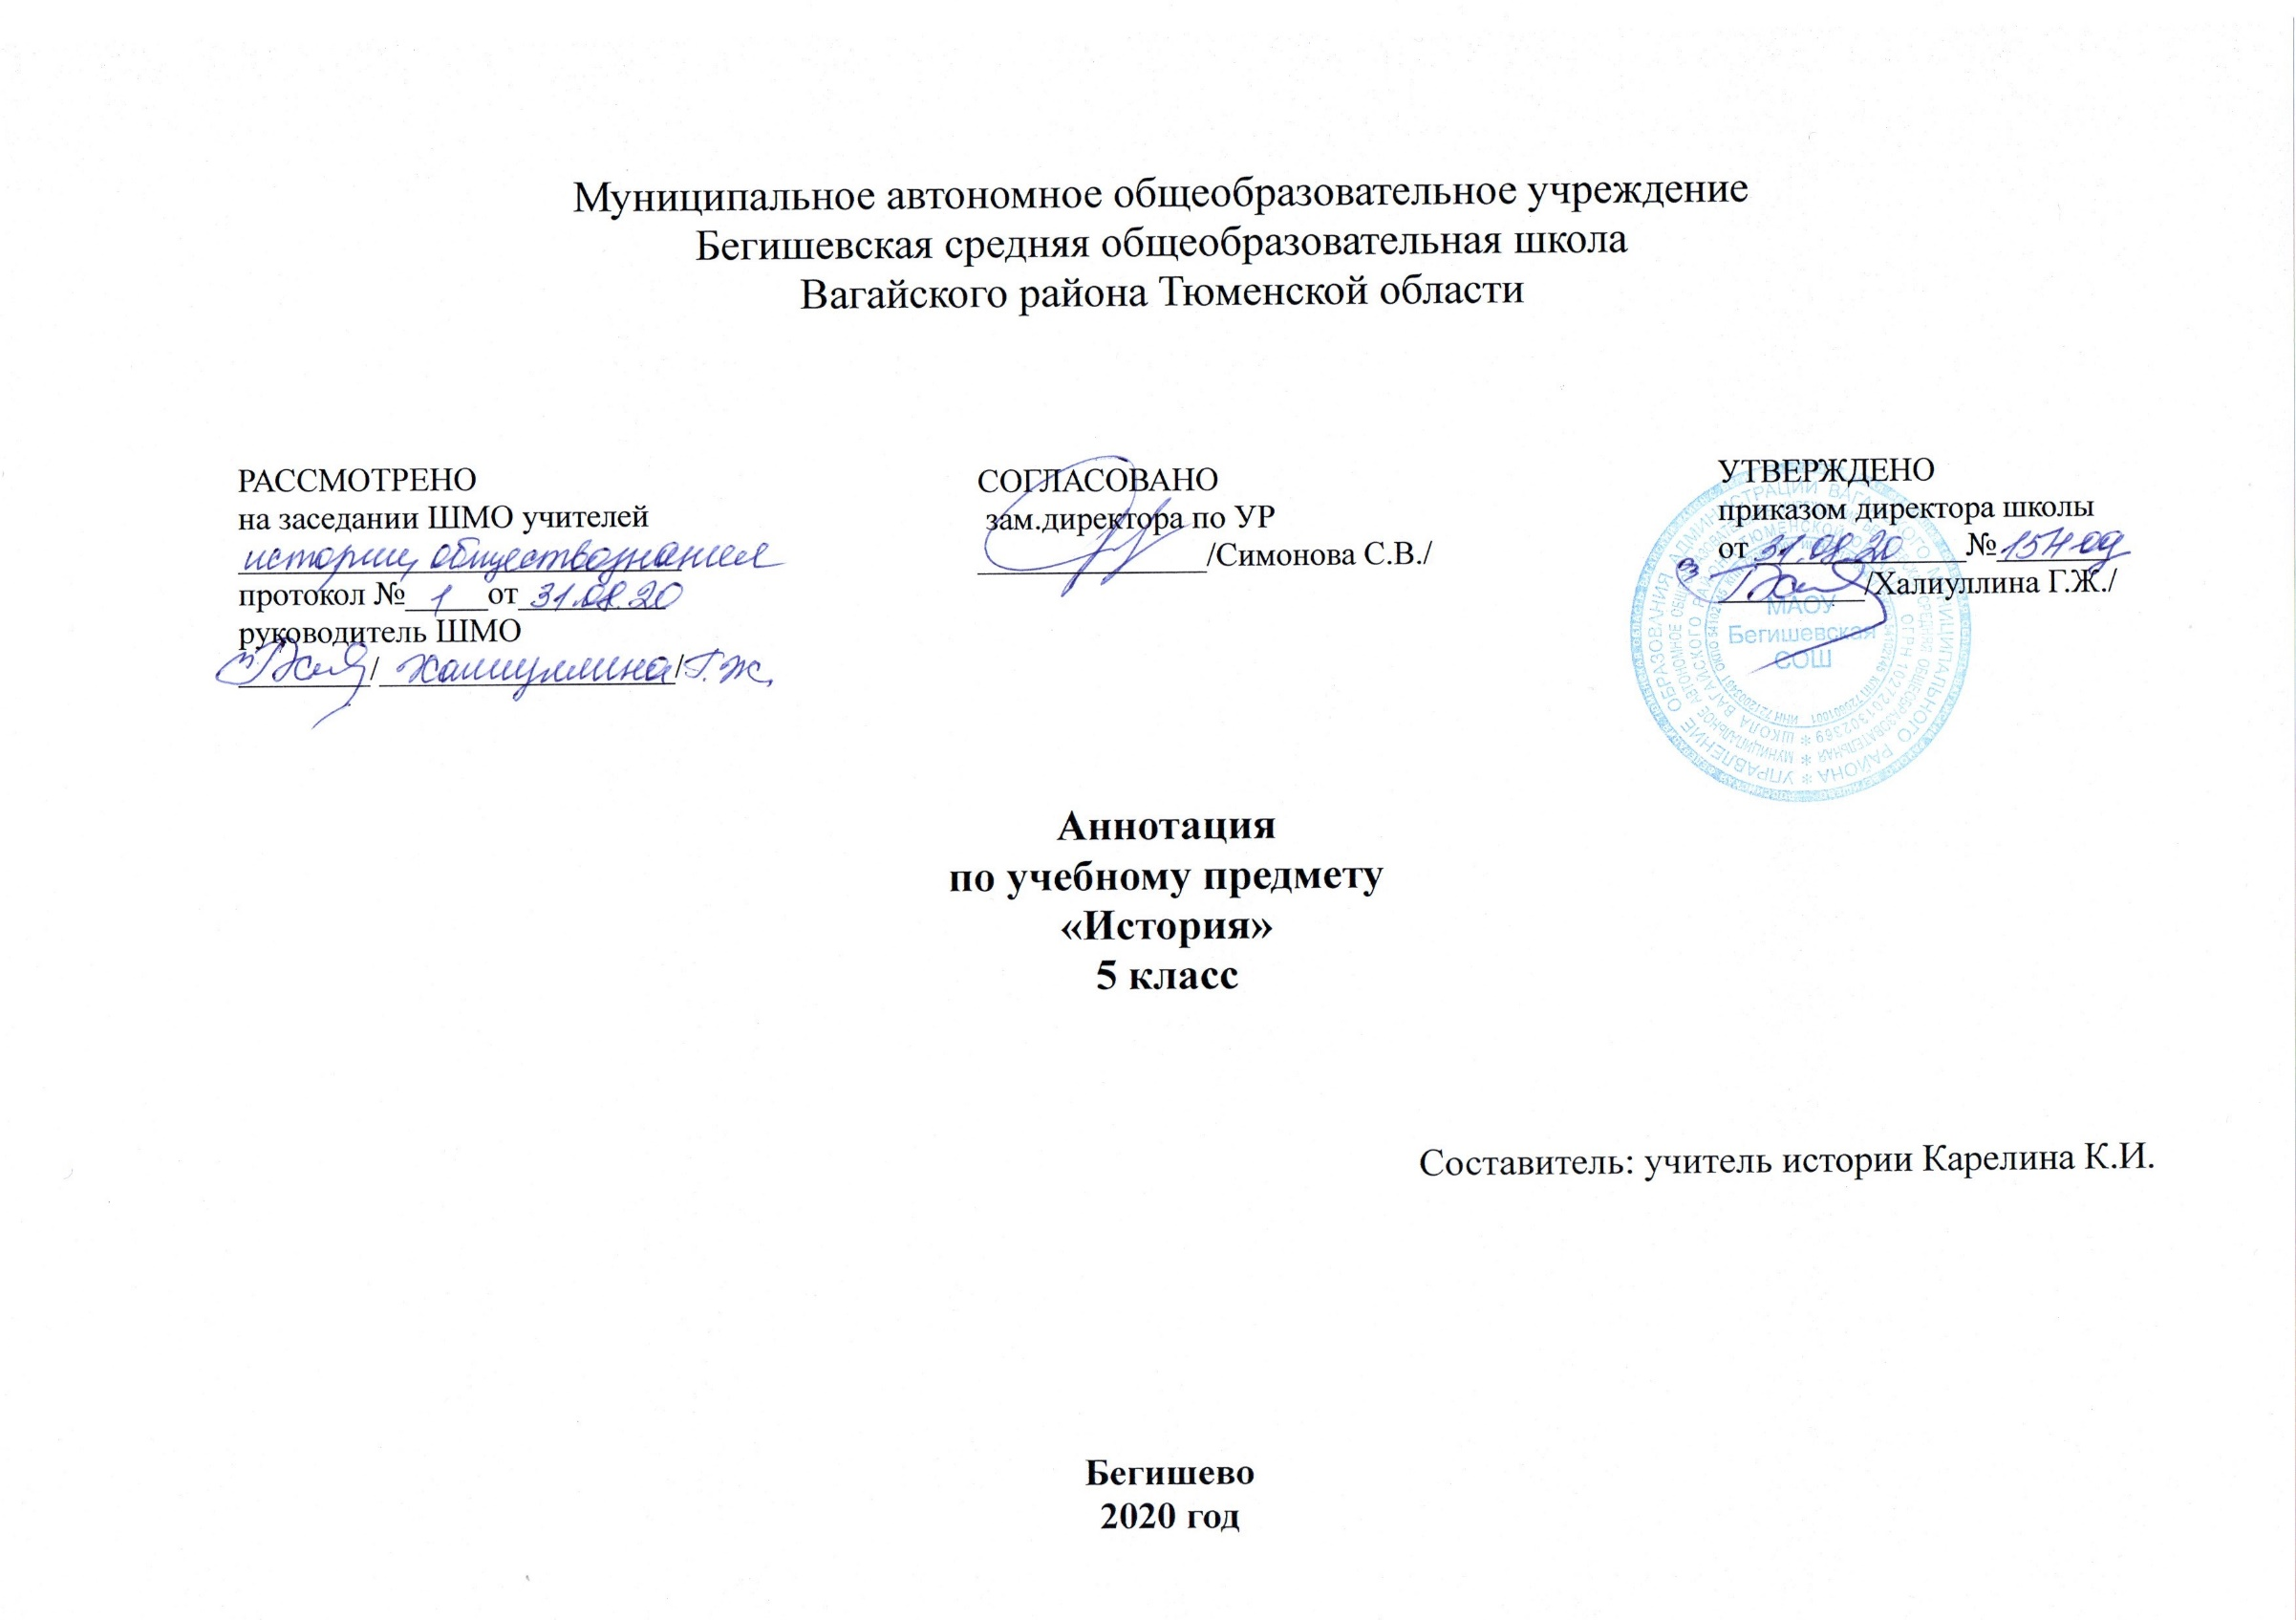 Муниципальное автономное общеобразовательное учреждение
Бегишевская средняя общеобразовательная школа
Вагайского района Тюменской области
РАССМОТРЕНО
на заседании ШМО учителей
истории, обществознания
протокол № 1 от 31.08.20
руководитель ШМО
/ Халиуллина / Г.Ж.
СОГЛАСОВАНО
зам.директора по УР
/Симонова С.В./
УТВЕРЖДЕНО
приказом директора школы
от 31.08.20 №
/Халиуллина Г.Ж./
МАОУ
Бегишевская
СОШ
Аннотация
по учебному предмету
«История»
5 класс
Составитель: учитель истории Карелина К.И.
Бегишево
2020 год